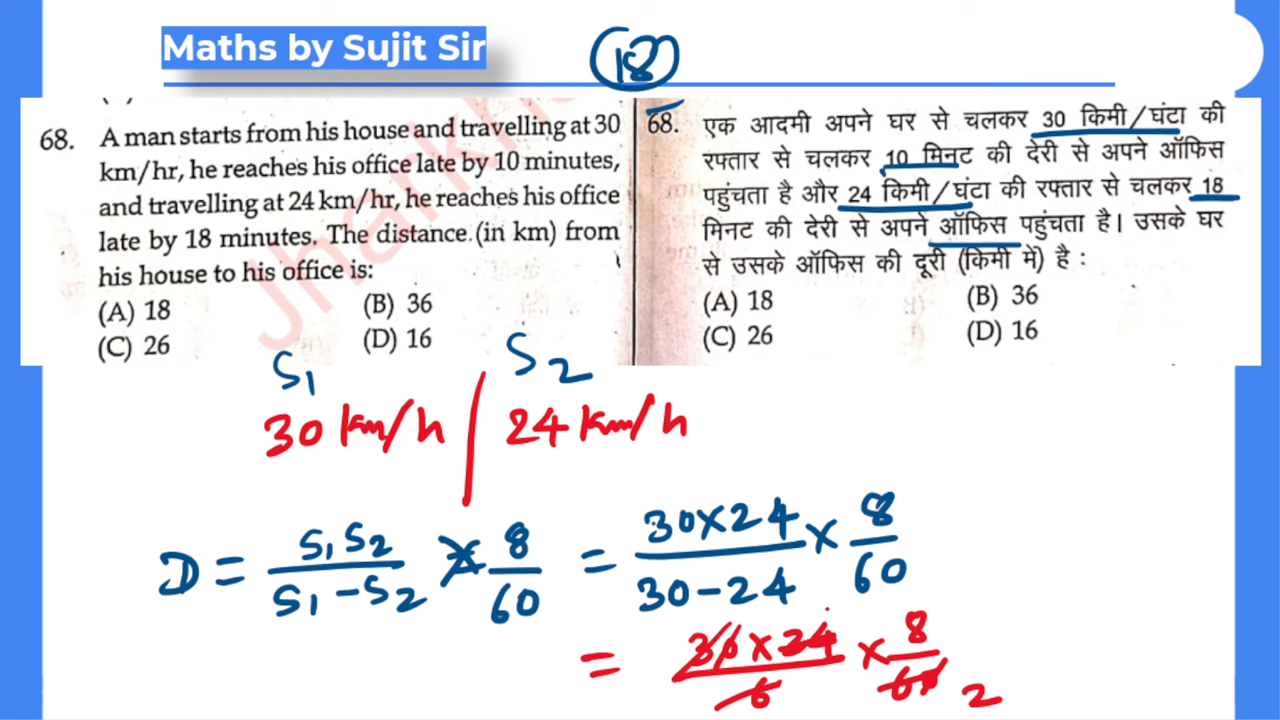 Maths by Sujit Sir
18
68. A man starts from his house and travelling at 30
km/hr, he reaches his office late by 10 minutes,
and travelling at 24 km/hr, he reaches his office
late by 18 minutes. The distance (in km) from
his house to his office is:
(A) 18 (B) 36
(C) 26 (D) 16
68. एक आदमी अपने घर से चलकर 30 किमी/घंटा की
रफ्तार से चलकर 10 मिनट की देरी से अपने ऑफिस
पहुंचता है और 24 किमी/घंटा की रफ्तार से चलकर 18
मिनट की देरी से अपने ऑफिस पहुंचता है। उसके घर
से उसके ऑफिस की दूरी (किमी में) है :
(A) 18 (B) 36
(C) 26 (D) 16
S₁ S₂
30 km/h 24 km/h
D = S₁S₂/S₁-S₂ × 8/60 = 30×24/30-24 × 8/60
= 30×24/6 × 8/60 2